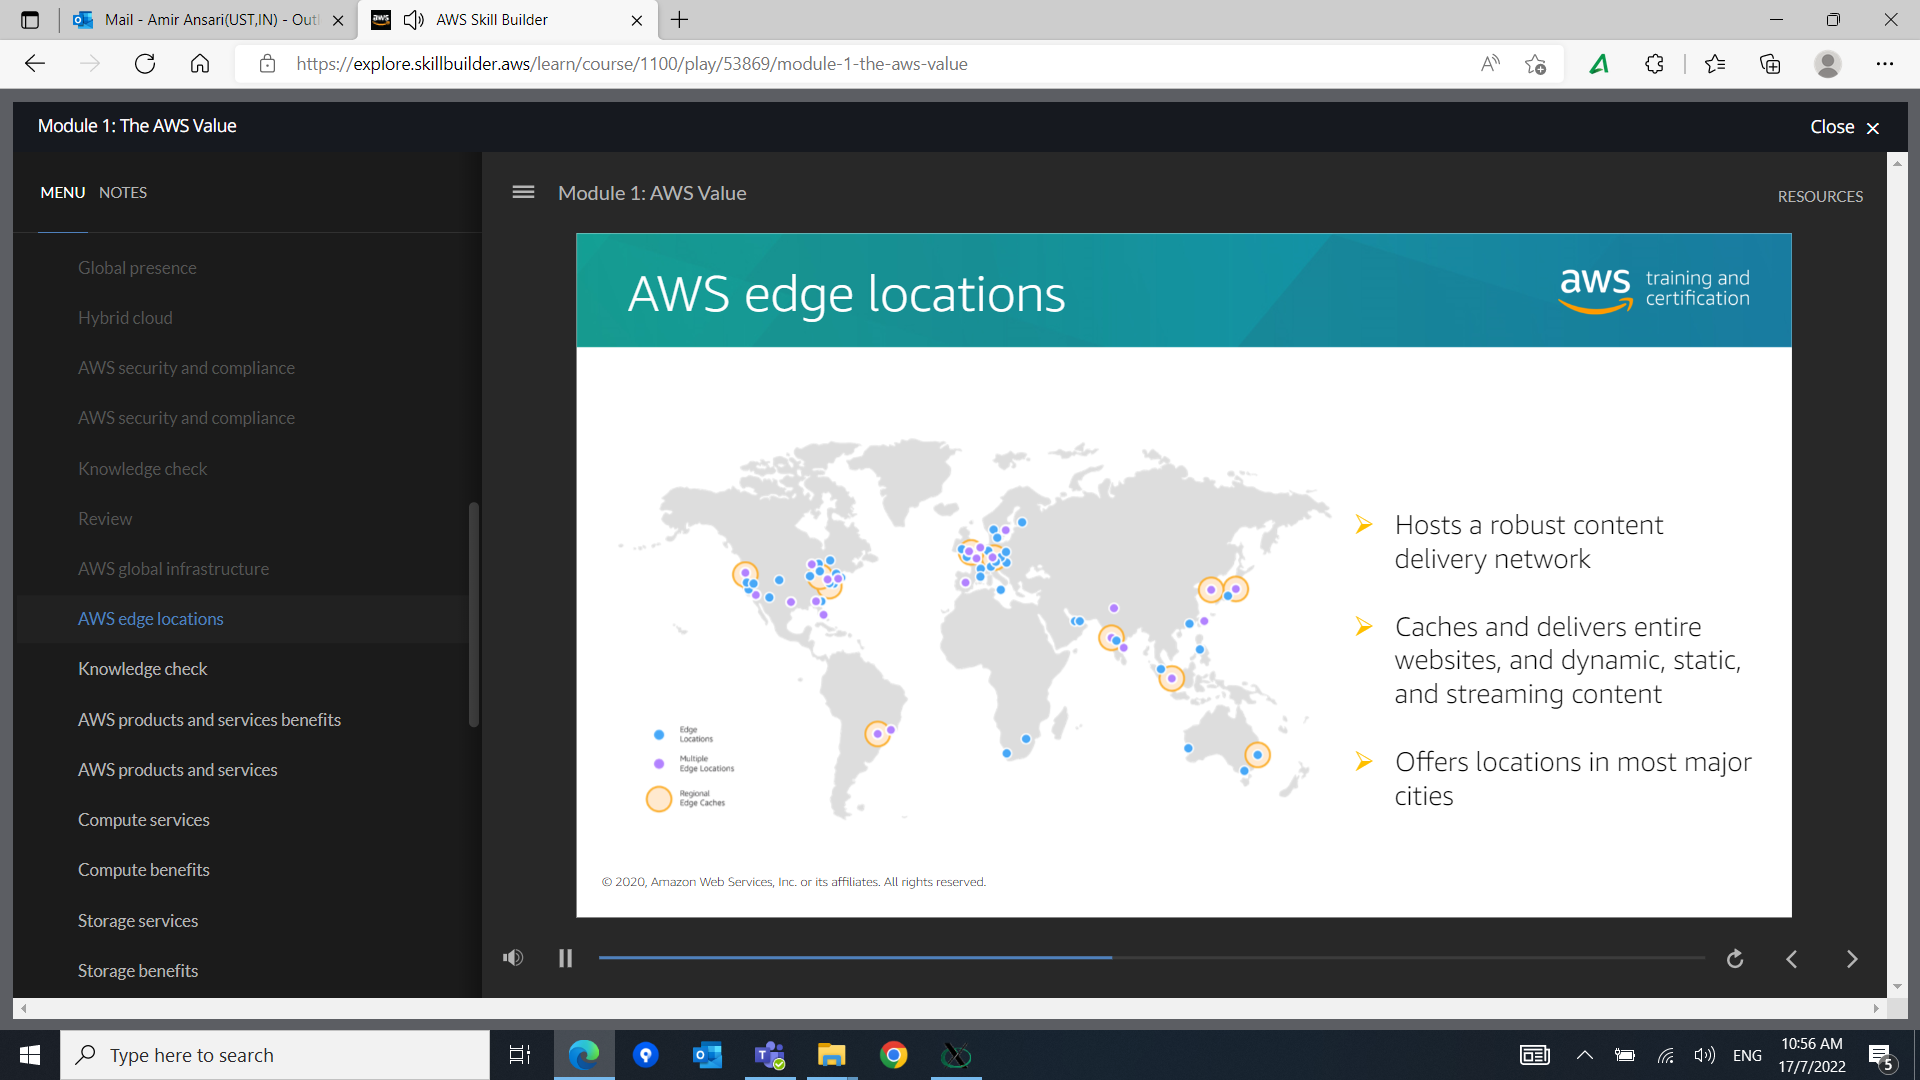 Mail - Amir Ansari(UST,IN) - Outl
aws
AWS Skill Builder
https://explore.skillbuilder.aws/learn/course/1100/play/53869/module-1-the-aws-value
Module 1: The AWS Value
Close
MENU
NOTES
Module 1: AWS Value
RESOURCES
Global presence
Hybrid cloud
AWS security and compliance
AWS security and compliance
Knowledge check
Review
AWS global infrastructure
AWS edge locations
Knowledge check
AWS products and services benefits
AWS products and services
Compute services
Compute benefits
Storage services
Storage benefits
AWS edge locations
aws
training and
certification
Edge
Locations
Multiple
Edge Locations
Regional
Edge Caches
Hosts a robust content
delivery network
Caches and delivers entire
websites, and dynamic, static,
and streaming content
Offers locations in most major
cities
© 2020, Amazon Web Services, Inc. or its affiliates. All rights reserved.
Type here to search
ENG
10:56 AM
17/7/2022
5